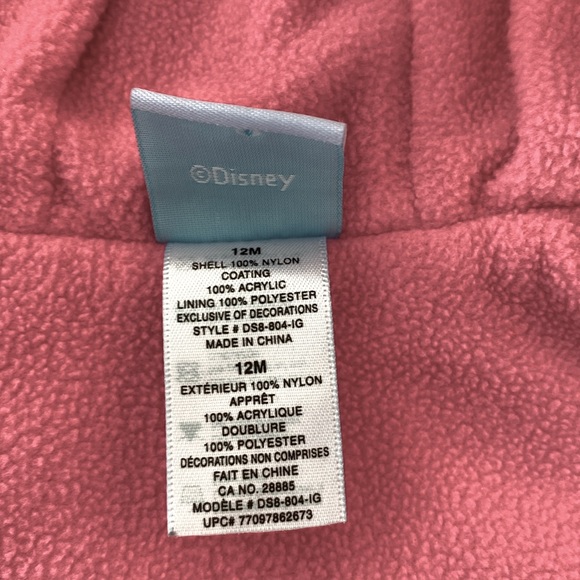 ©Disney
12M
SHELL 100% NYLON
COATING
100% ACRYLIC
LINING 100% POLYESTER
EXCLUSIVE OF DECORATIONS
STYLE # DS8-804-IG
MADE IN CHINA
12M
EXTÉRIEUR 100% NYLON
APPRÊT
100% ACRYLIQUE
DOUBLURE
100% POLYESTER
DÉCORATIONS NON COMPRISES
FAIT EN CHINE
CA NO. 28885
MODÈLE # DS8-804-IG
UPC# 77097862673